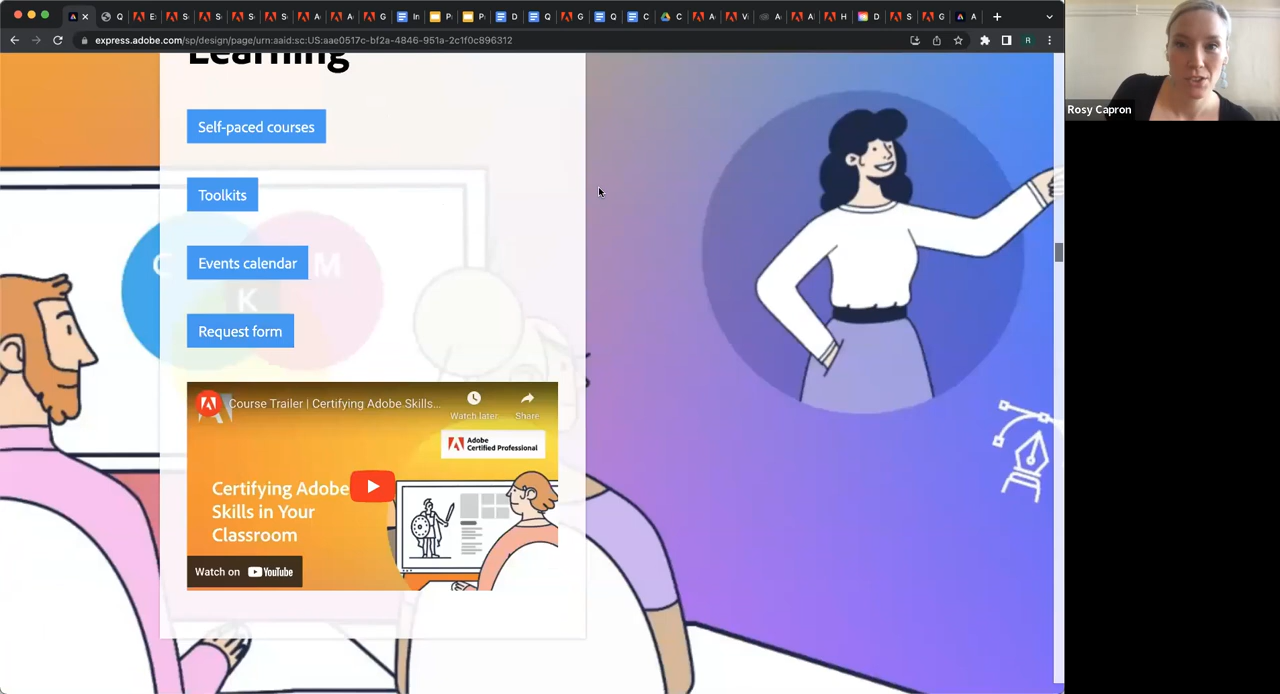 express.adobe.com/sp/design/page/urn:aaid:sc:US:aae0517c-bf2a-4846-951a-2c1f0c896312
Rosy Capron
Learning
Self-paced courses
Toolkits
Events calendar
Request form
C
M
K
Course Trailer | Certifying Adobe Skills...
Watch later
Share
Adobe
Certified Professional
Certifying Adobe
Skills in Your
Classroom
Watch on YouTube